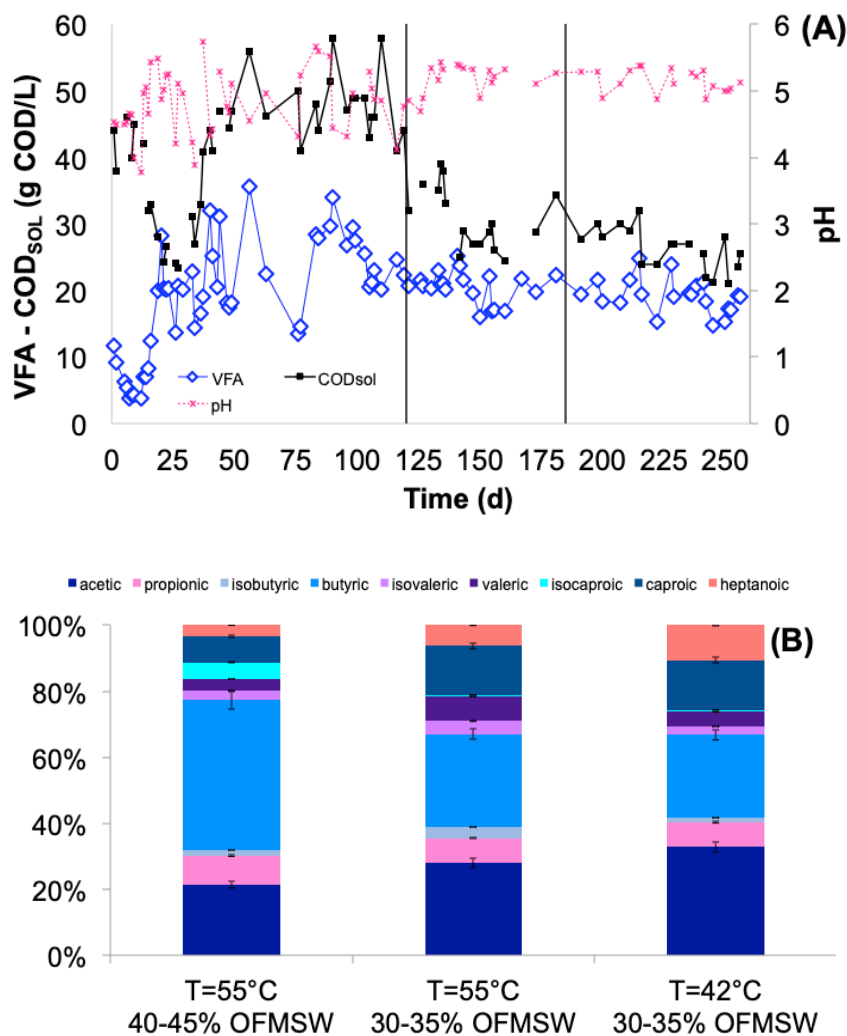 (A)
VFA - COD_SOL (g COD/L)
60
50
40
30
20
10
0
6
5
4
3
2
1
0
pH
VFA
CODsol
pH
0 25 50 75 100 125 150 175 200 225 250
Time (d)
acetic propionic isobutyric butyric isovaleric valeric isocaproic caproic heptanoic
(B)
100%
80%
60%
40%
20%
0%
T=55°C T=55°C T=42°C
40-45% OFMSW 30-35% OFMSW 30-35% OFMSW